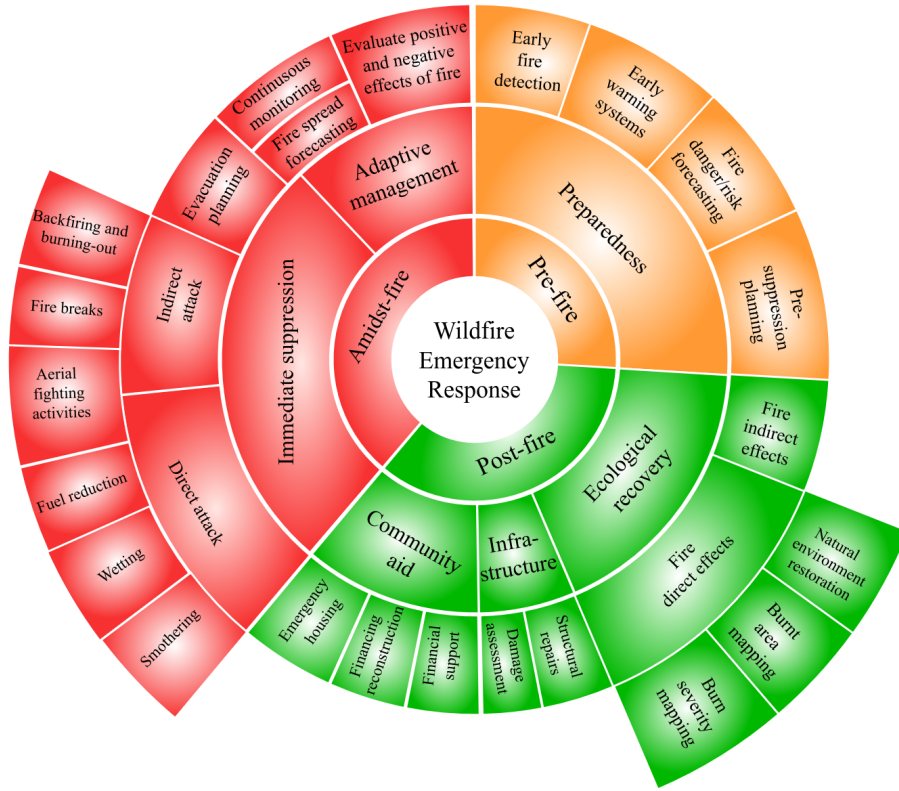 Wildfire
Emergency
Response
Pre-fire
Preparedness
Early
fire
detection
Early
warning
systems
Fire
danger/risk
forecasting
Pre-
suppression
planning
Post-fire
Ecological
recovery
Fire
indirect
effects
Fire
direct effects
Natural
environment
restoration
Burnt
area
mapping
Burn
severity
mapping
Infra-
structure
Structural
repairs
Damage
assessment
Community
aid
Financial
support
Financing
reconstruction
Emergency
housing
Amidst-fire
Immediate suppression
Direct attack
Smothering
Wetting
Fuel reduction
Aerial
fighting
activities
Indirect
attack
Fire breaks
Backfiring and
burning-out
Evacuation
planning
Adaptive
management
Fire spread
forecasting
Continusous
monitoring
Evaluate positive
and negative
effects of fire